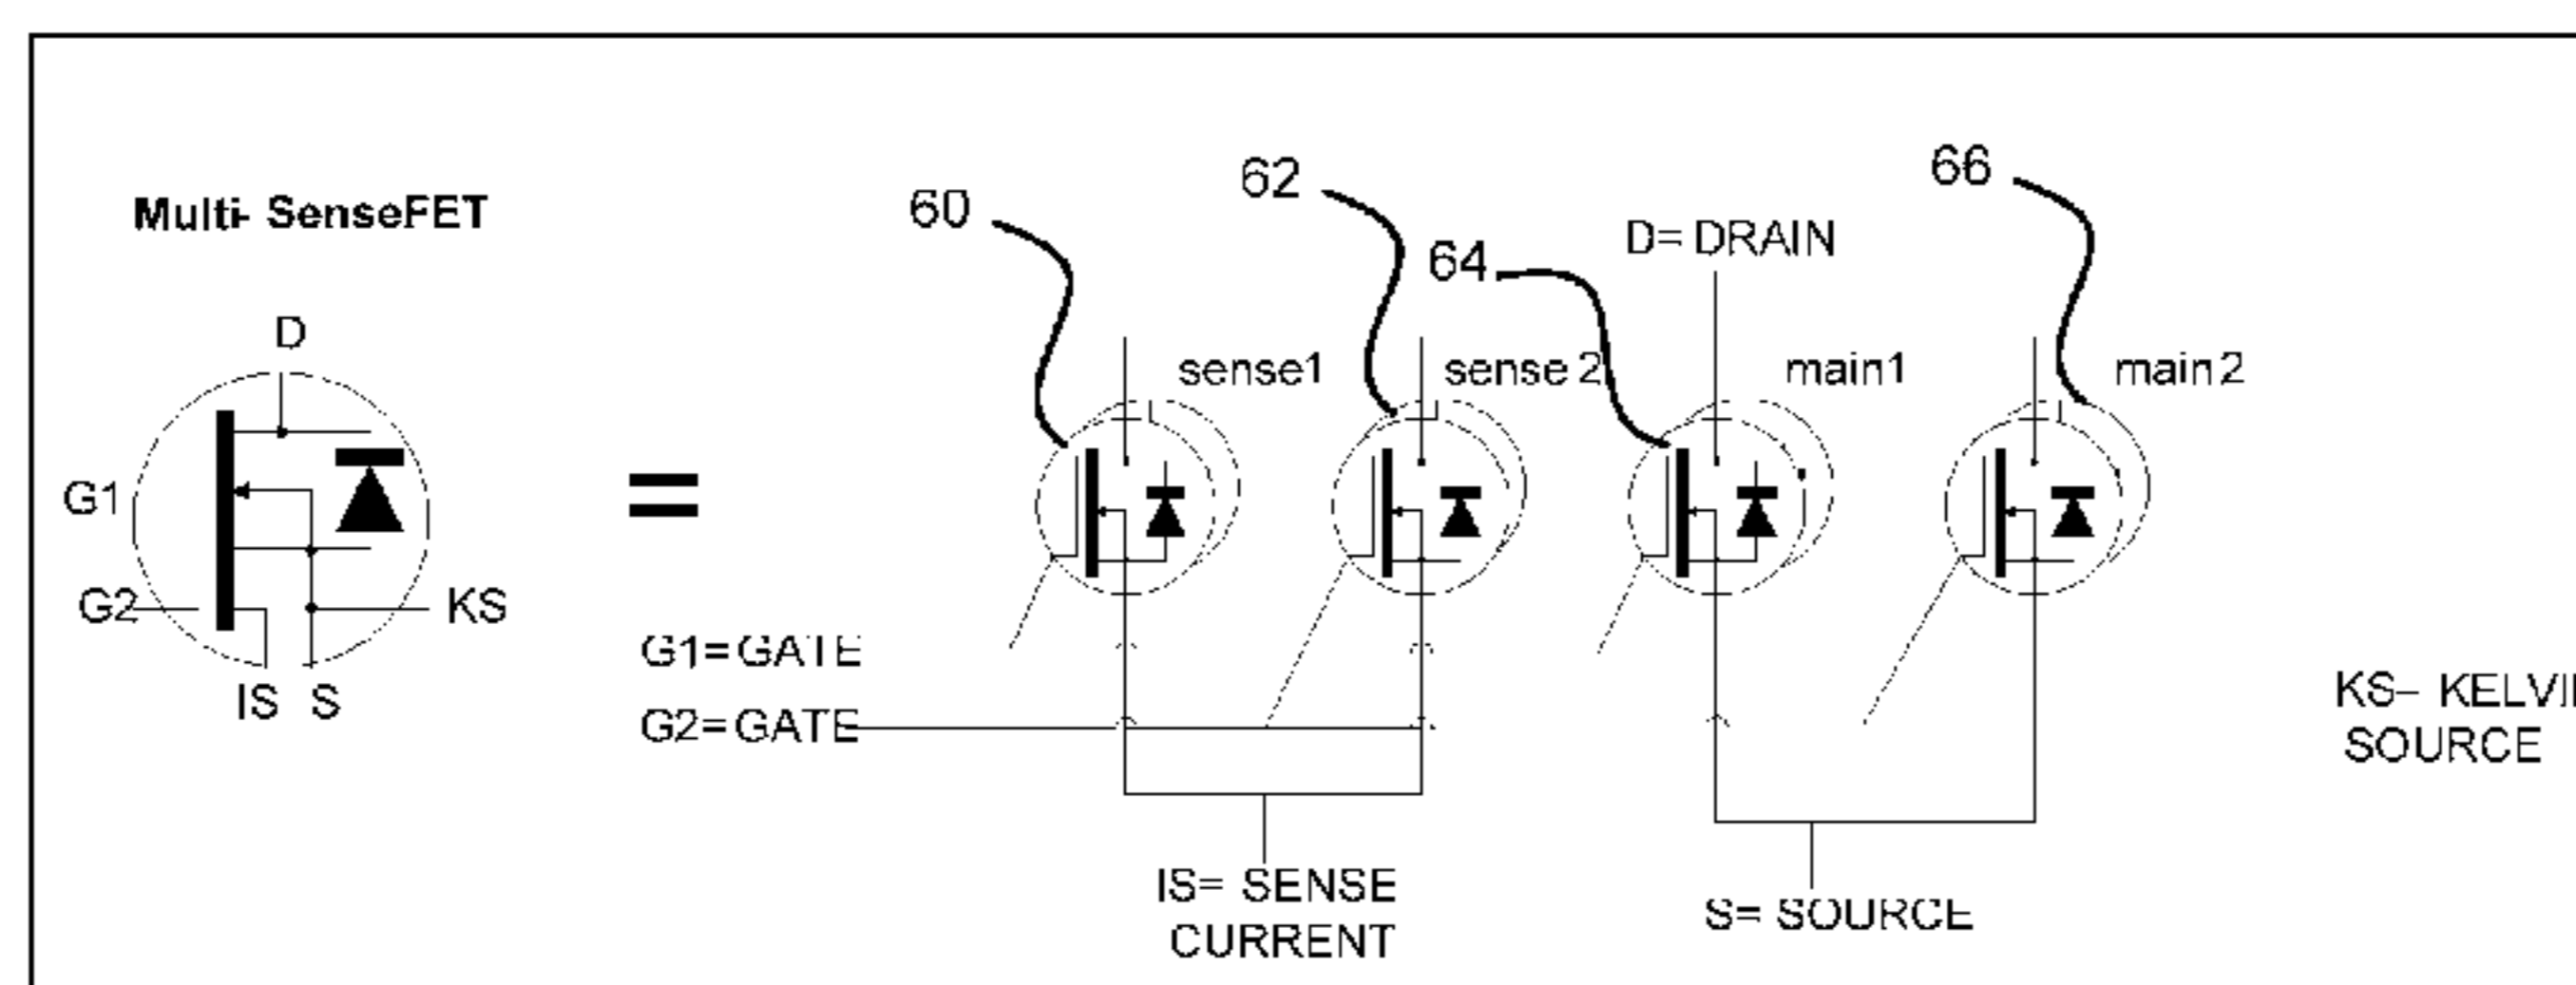 Multi- SenseFET
D
G1
G2
KS
IS S
60
62
64
66
D= DRAIN
sense1
sense 2
main1
main2
G1=GATE
G2=GATE
IS= SENSE
CURRENT
S= SOURCE
KS–
SOURCE